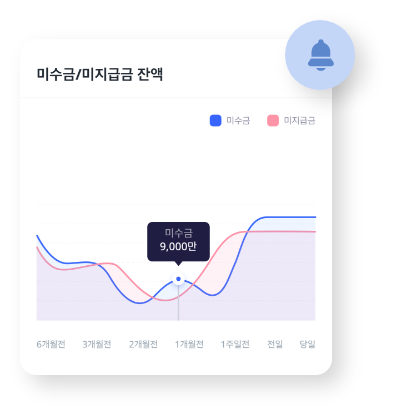 미수금/미지급금 잔액
미수금 미지급금
미수금
9,000만
6개월전 3개월전 2개월전 1개월전 1주일전 전일 당일